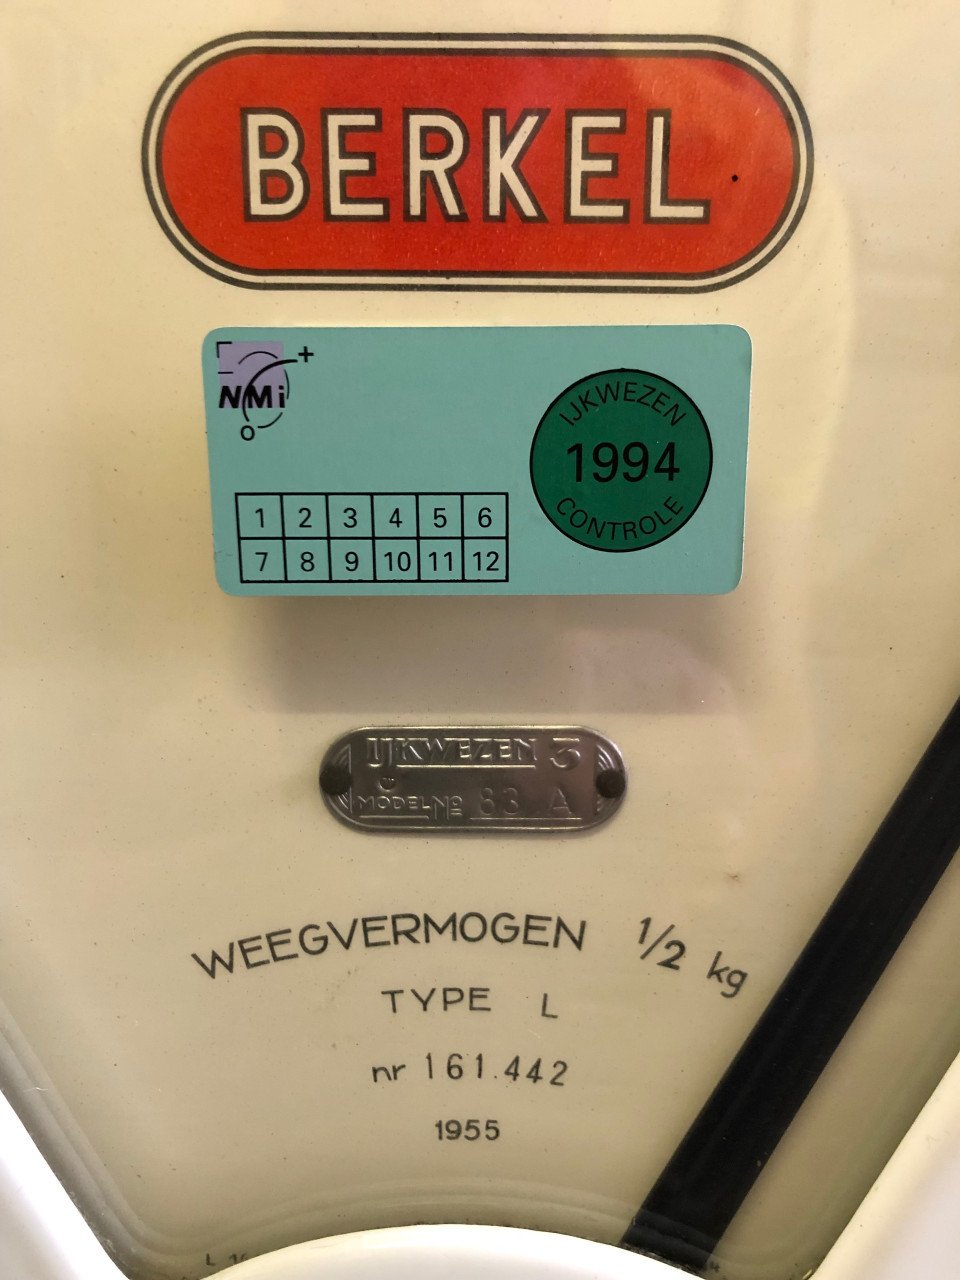 BERKEL
NMi
IJKWEZEN
1994
CONTROLE
1 2 3 4 5 6
7 8 9 10 11 12
IJKWEZEN 3
MODEL No 83 A
WEEGVERMOGEN 1/2 kg
TYPE L
nr 161.442
1955